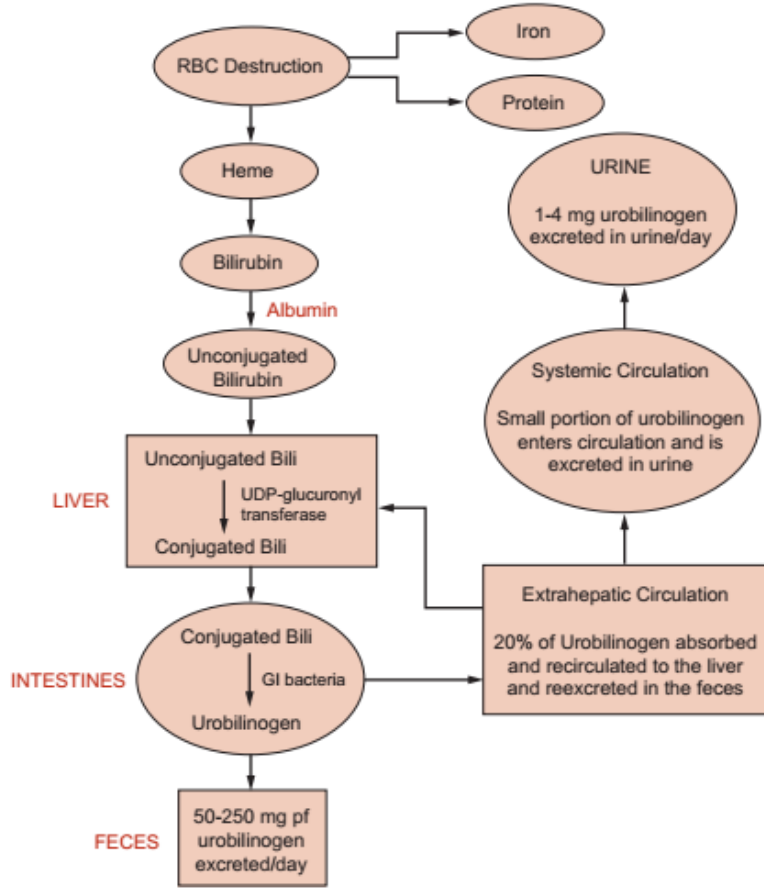 RBC Destruction
Iron
Protein
Heme
Bilirubin
Albumin
Unconjugated
Bilirubin
LIVER
Unconjugated Bili
UDP-glucuronyl
transferase
Conjugated Bili
INTESTINES
Conjugated Bili
GI bacteria
Urobilinogen
FECES
50-250 mg pf
urobilinogen
excreted/day
Extrahepatic Circulation
20% of Urobilinogen absorbed
and recirculated to the liver
and reexcreted in the feces
Systemic Circulation
Small portion of urobilinogen
enters circulation and is
excreted in urine
URINE
1-4 mg urobilinogen
excreted in urine/day